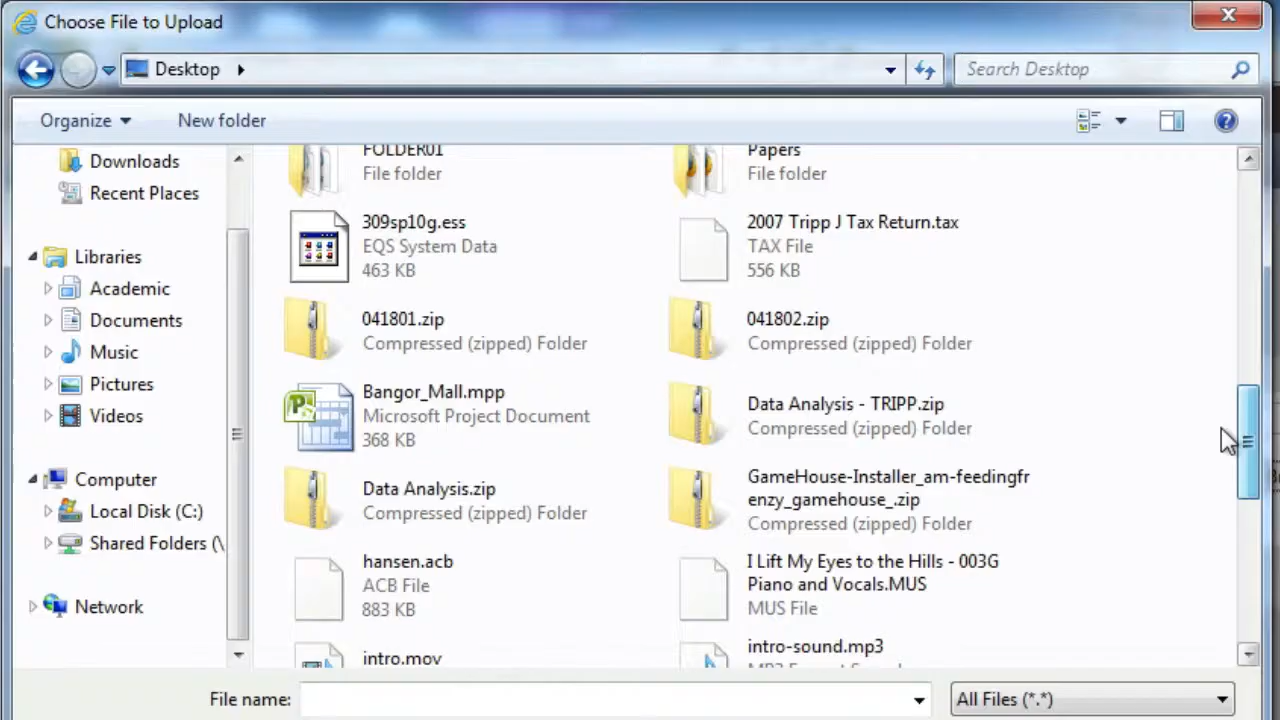 Choose File to Upload
Desktop
Search Desktop
Organize
New folder
Downloads
Recent Places
Libraries
Academic
Documents
Music
Pictures
Videos
Computer
Local Disk (C:)
Shared Folders (\
Network
FOLDER01
File folder
Papers
File folder
309sp10g.ess
EQS System Data
463 KB
2007 Tripp J Tax Return.tax
TAX File
556 KB
041801.zip
Compressed (zipped) Folder
041802.zip
Compressed (zipped) Folder
Bangor_Mall.mpp
Microsoft Project Document
368 KB
Data Analysis - TRIPP.zip
Compressed (zipped) Folder
Data Analysis.zip
Compressed (zipped) Folder
GameHouse-Installer_am-feedingfr
enzy_gamehouse_.zip
Compressed (zipped) Folder
hansen.acb
ACB File
883 KB
I Lift My Eyes to the Hills - 003G
Piano and Vocals.MUS
MUS File
intro.mov
intro-sound.mp3
File name:
All Files (*.*)